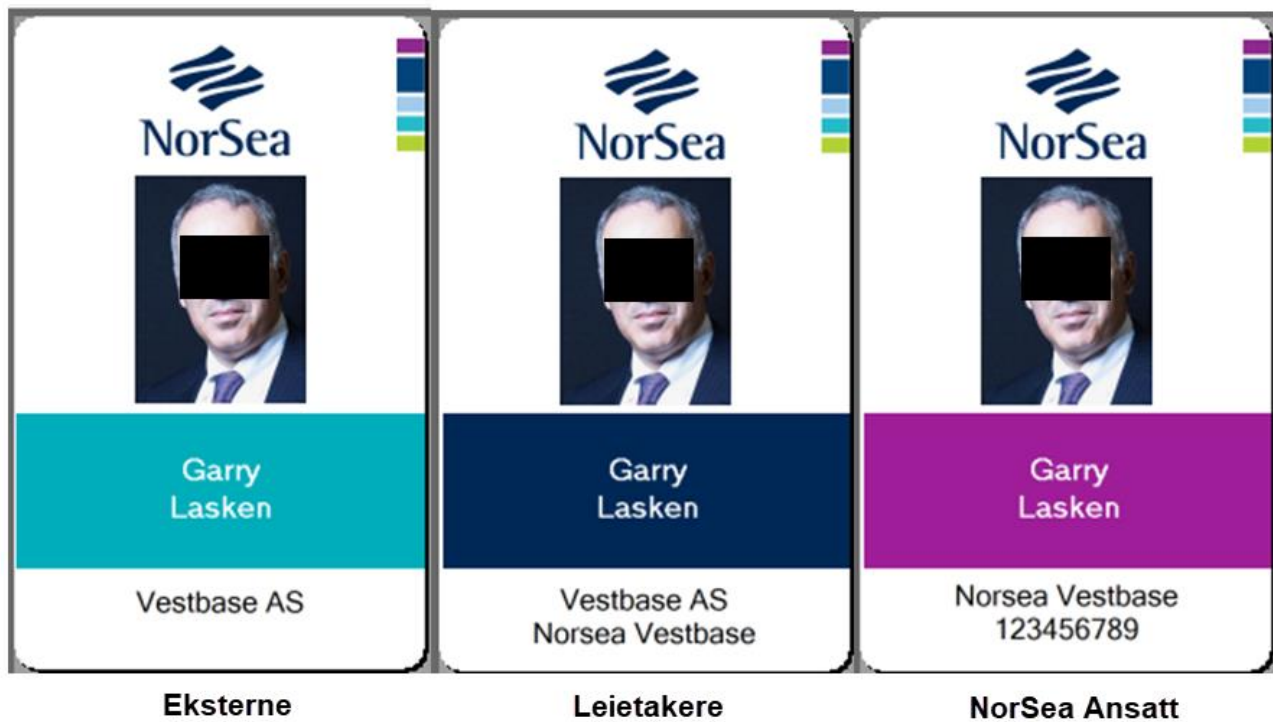 NorSea
Garry
Lasken
Vestbase AS
Eksterne
NorSea
Garry
Lasken
Vestbase AS
Norsea Vestbase
Leietakere
NorSea
Garry
Lasken
Norsea Vestbase
123456789
NorSea Ansatt